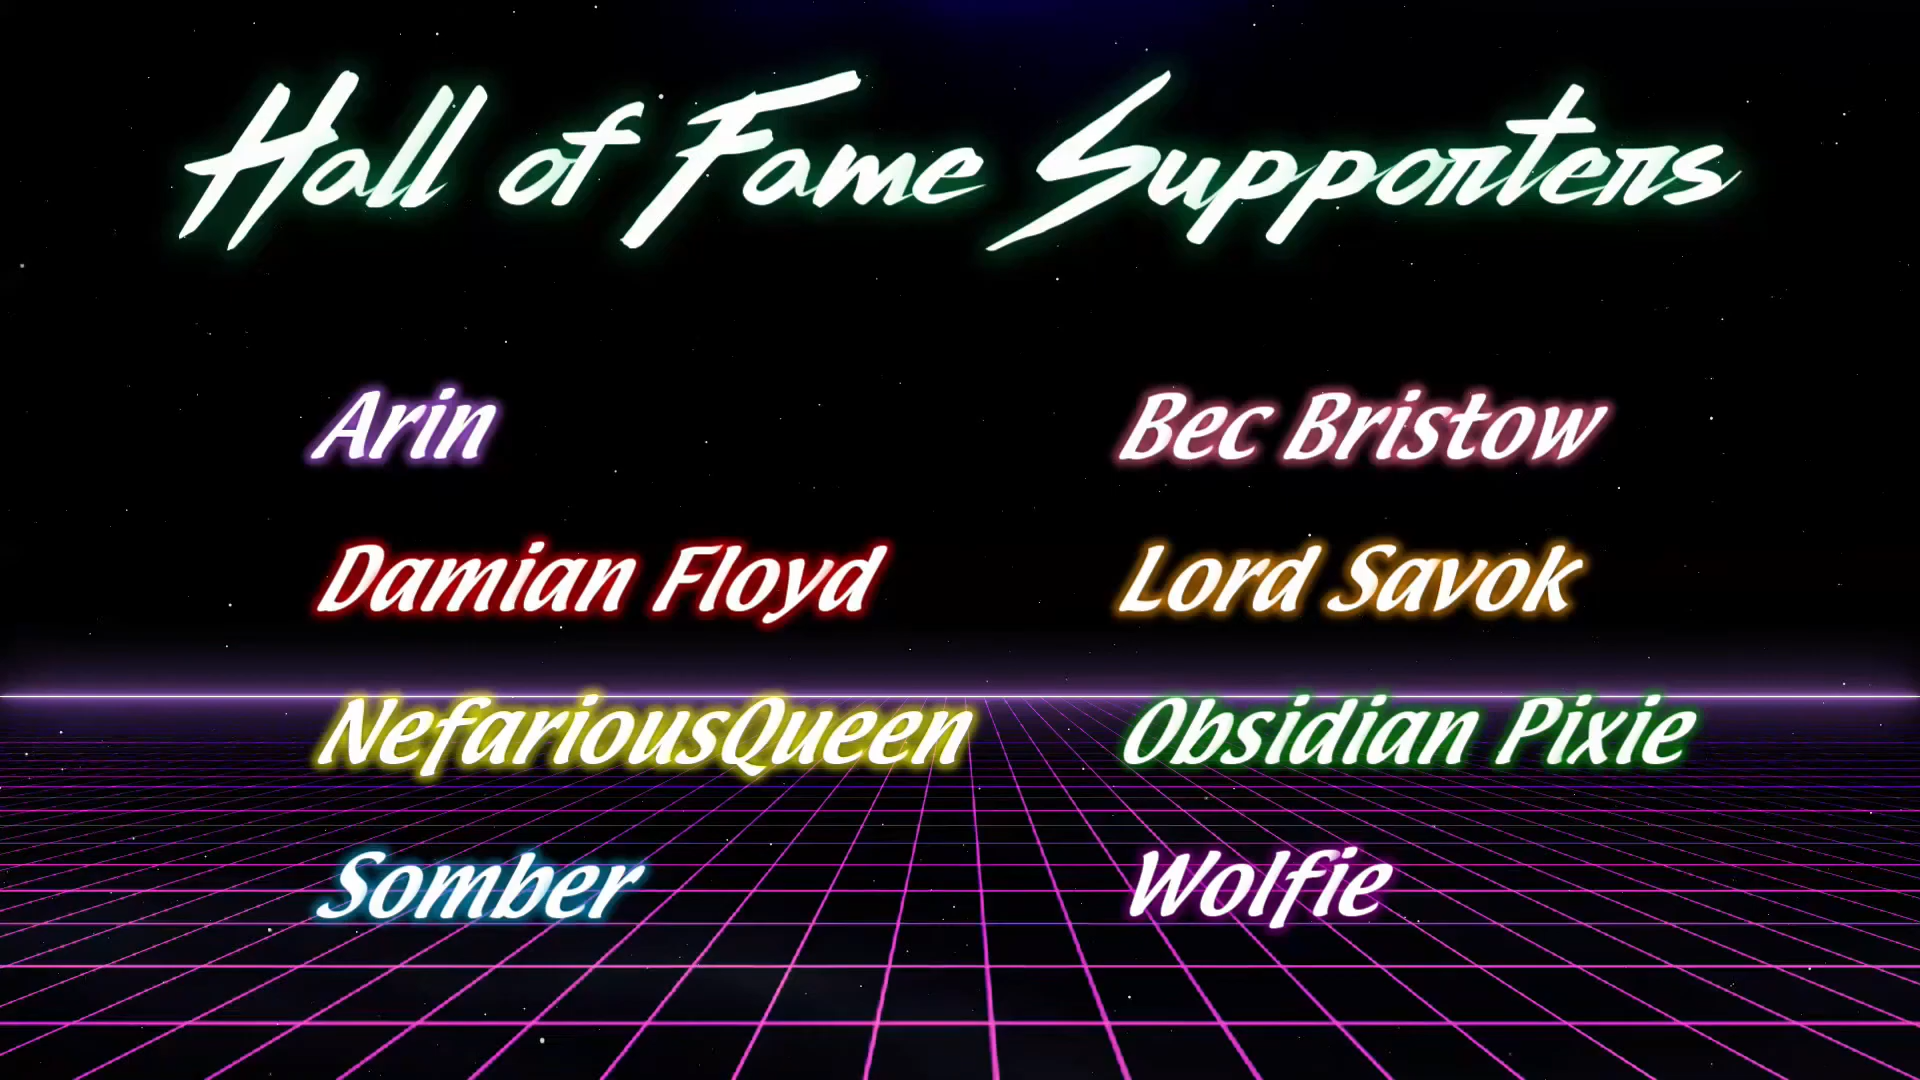 Hall of Fame Supporters
Arin
Bec Bristow
Damian Floyd
Lord Savok
NefariousQueen
Obsidian Pixie
Somber
Wolfie